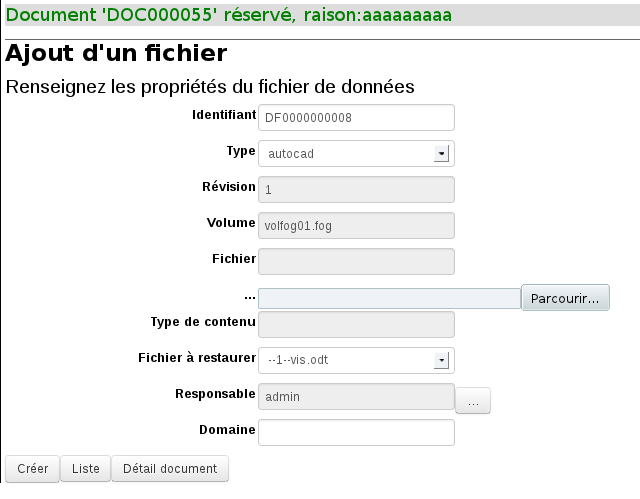 Document 'DOC000055' réservé, raison:aaaaaaaaa
Ajout d'un fichier
Renseignez les propriétés du fichier de données
Identifiant DF0000000008
Type autocad
Révision 1
Volume volfog01.fog
Fichier
... Parcourir...
Type de contenu
Fichier à restaurer --1--vis.odt
Responsable admin ...
Domaine
Créer Liste Détail document